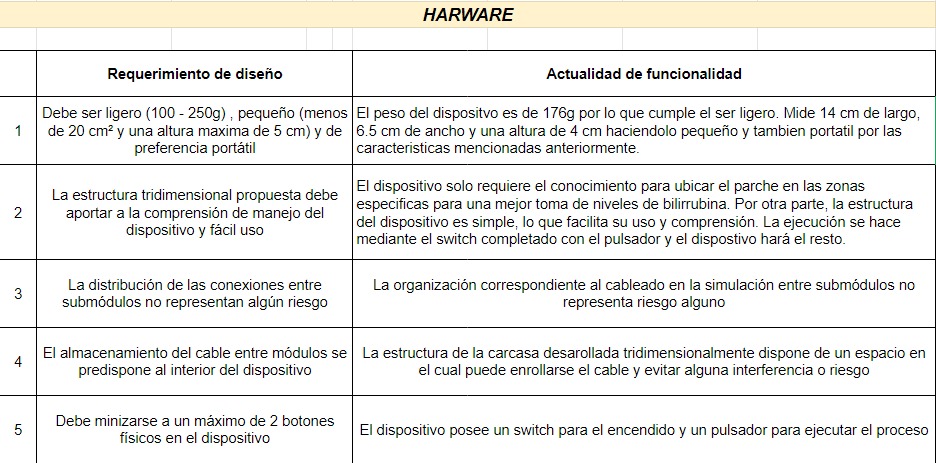 HARWARE
Requerimiento de diseño
Actualidad de funcionalidad
1
Debe ser ligero (100 - 250g) , pequeño (menos
de 20 cm² y una altura maxima de 5 cm) y de
preferencia portátil
El peso del dispositvo es de 176g por lo que cumple el ser ligero. Mide 14 cm de largo,
6.5 cm de ancho y una altura de 4 cm haciendolo pequeño y tambien portatil por las
caracteristicas mencionadas anteriormente.
2
La estructura tridimensional propuesta debe
aportar a la comprensión de manejo del
dispositivo y fácil uso
El dispositivo solo requiere el conocimiento para ubicar el parche en las zonas
especificas para una mejor toma de niveles de bilirrubina. Por otra parte, la estructura
del dispositivo es simple, lo que facilita su uso y comprensión. La ejecución se hace
mediante el switch completado con el pulsador y el dispostivo hará el resto.
3
La distribución de las conexiones entre
submódulos no representan algún riesgo
La organización correspondiente al cableado en la simulación entre submódulos no
representa riesgo alguno
4
El almacenamiento del cable entre módulos se
predispone al interior del dispositivo
La estructura de la carcasa desarollada tridimensionalmente dispone de un espacio en
el cual puede enrollarse el cable y evitar alguna interferencia o riesgo
5
Debe minizarse a un máximo de 2 botones
físicos en el dispositivo
El dispositivo posee un switch para el encendido y un pulsador para ejecutar el proceso